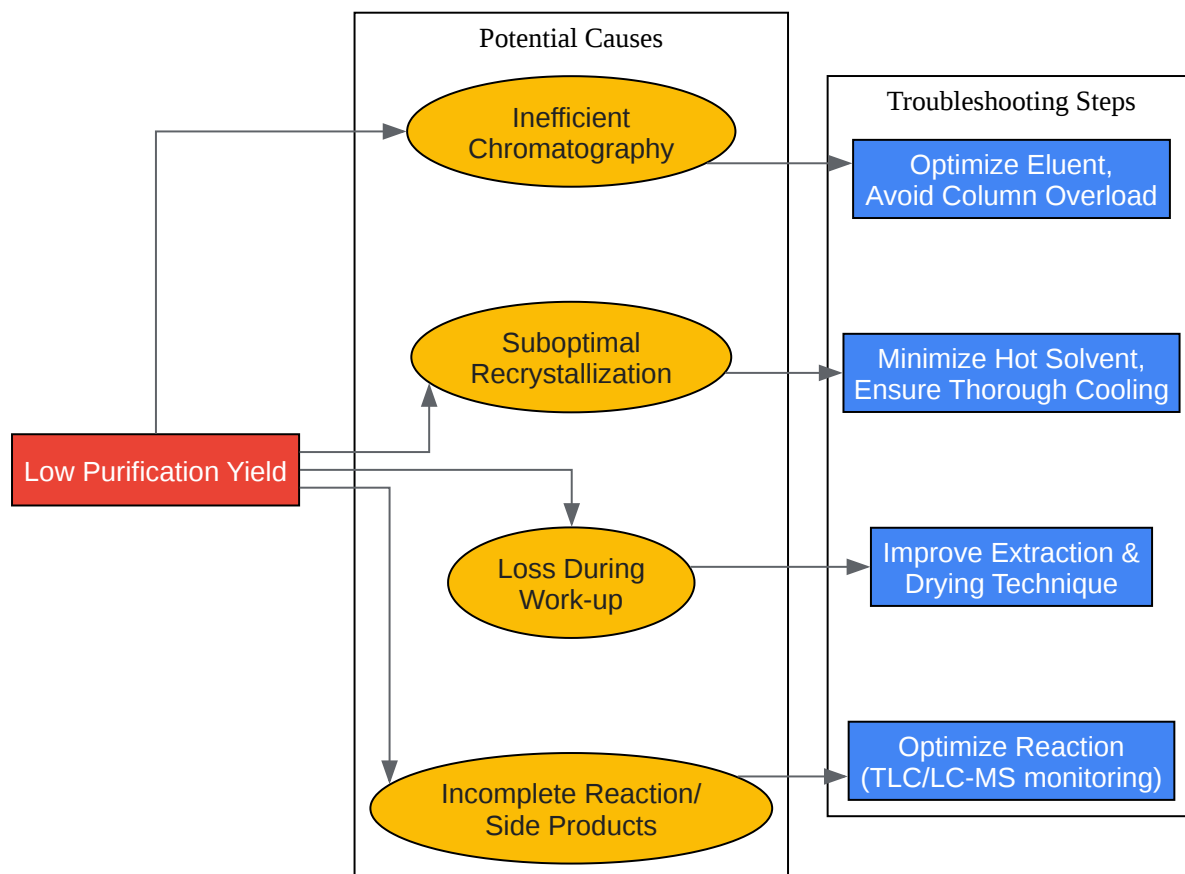 Potential Causes
Inefficient
Chromatography
Suboptimal
Recrystallization
Low Purification Yield
Loss During
Work-up
Incomplete Reaction/
Side Products
Troubleshooting Steps
Optimize Eluent,
Avoid Column Overload
Minimize Hot Solvent,
Ensure Thorough Cooling
Improve Extraction &
Drying Technique
Optimize Reaction
(TLC/LC-MS monitoring)